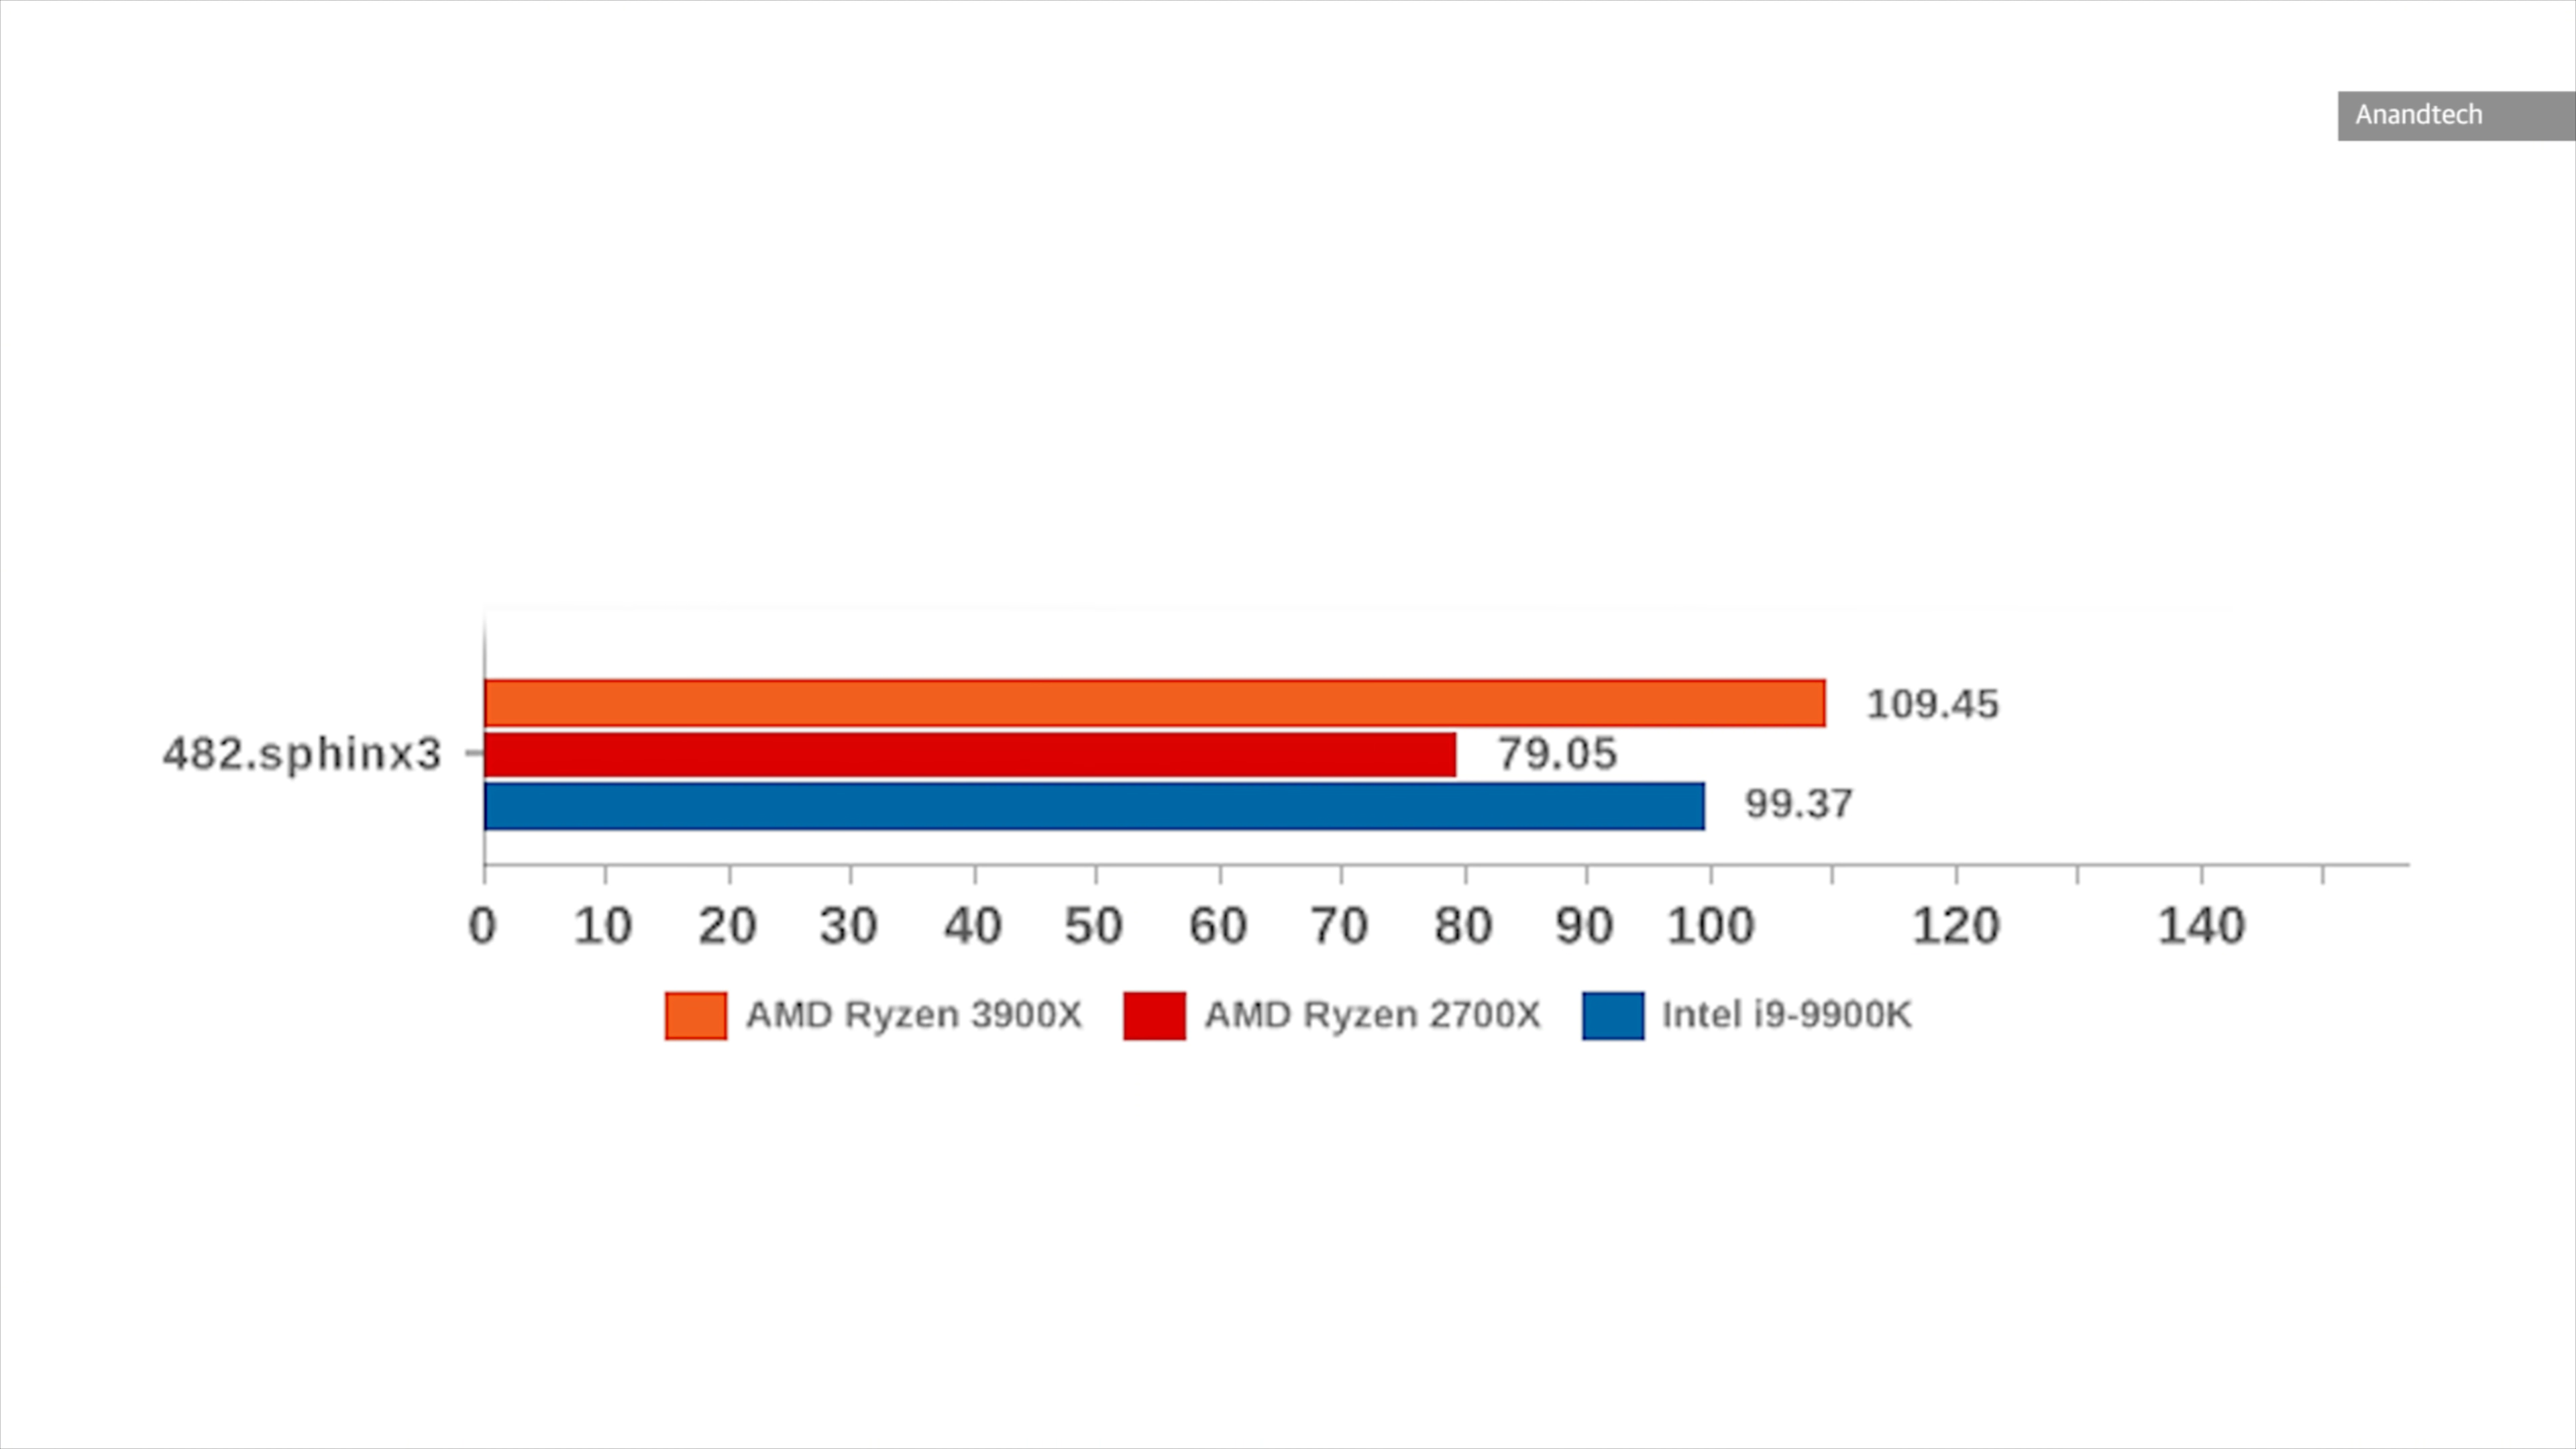 Anandtech
109.45
482.sphinx3 79.05
99.37
0 10 20 30 40 50 60 70 80 90 100 120 140
AMD Ryzen 3900X AMD Ryzen 2700X Intel i9-9900K